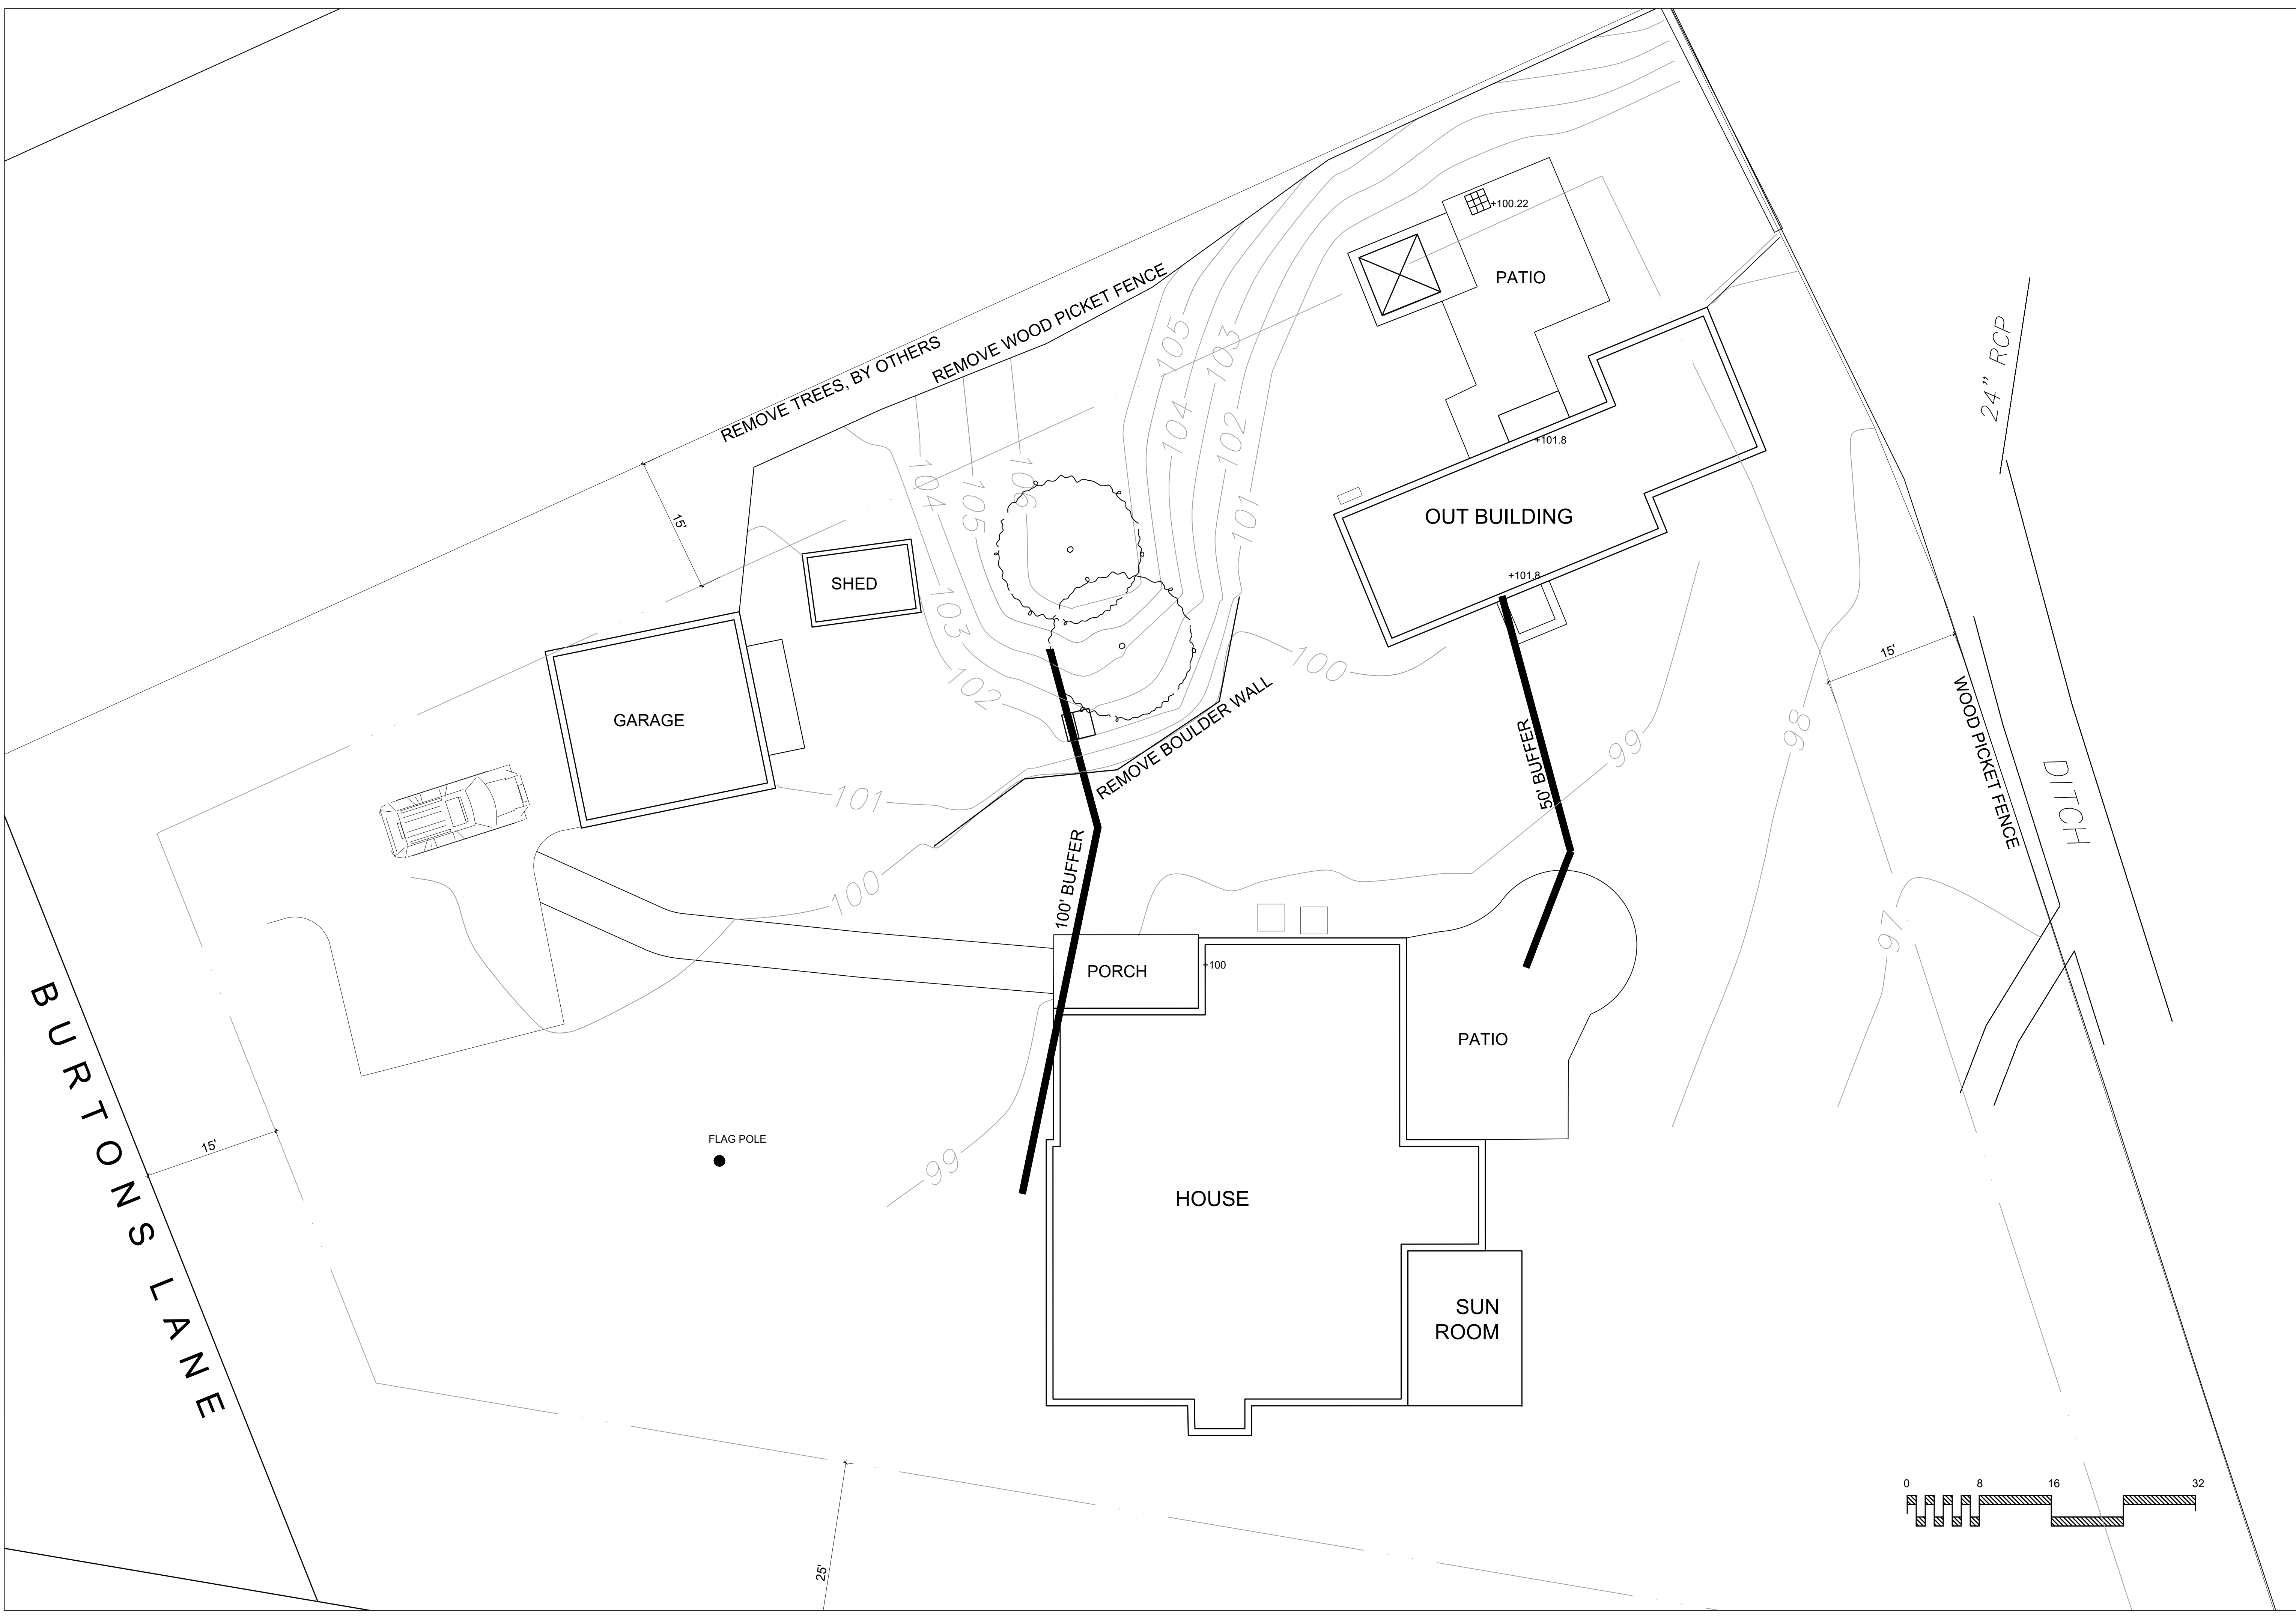 +100.22
PATIO
REMOVE WOOD PICKET FENCE
REMOVE TREES, BY OTHERS
105
103
104
102
101
24" RCP
+101.8
OUT BUILDING
104
105
106
15'
SHED
+101.8
103
102
100
15'
GARAGE
REMOVE BOULDER WALL
WOOD PICKET FENCE
50' BUFFER
99
98
DITCH
101
100
100' BUFFER
97
PORCH
+100
BURTONS LANE
PATIO
15'
FLAG POLE
99
HOUSE
SUN
ROOM
25'
0 8 16 32